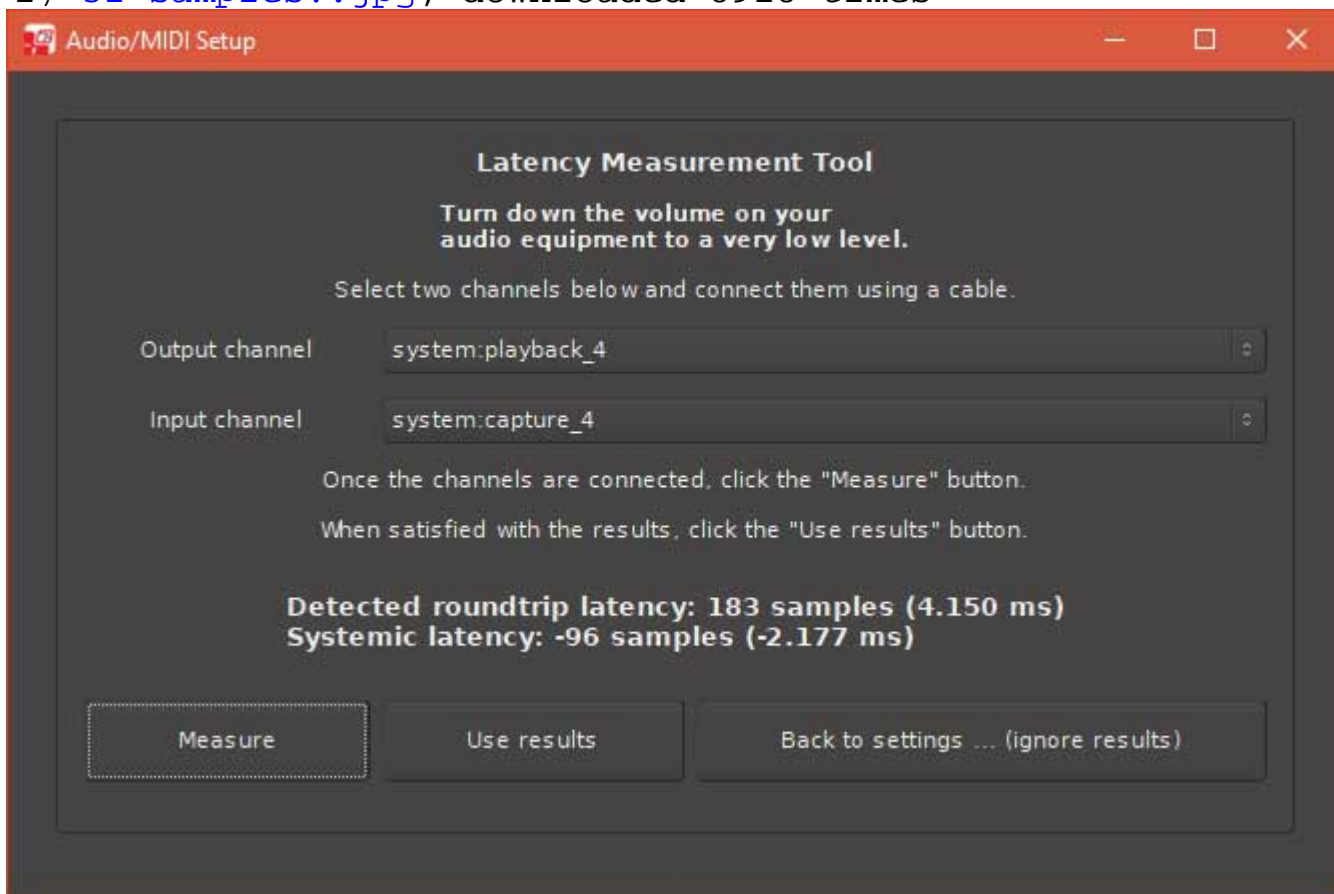 Audio/MIDI Setup
Latency Measurement Tool
Turn down the volume on your
audio equipment to a very low level.
Select two channels below and connect them using a cable.
Output channel system:playback_4
Input channel system:capture_4
Once the channels are connected, click the "Measure" button.
When satisfied with the results, click the "Use results" button.
Detected roundtrip latency: 183 samples (4.150 ms)
Systemic latency: -96 samples (-2.177 ms)
Measure Use results Back to settings ... (ignore results)